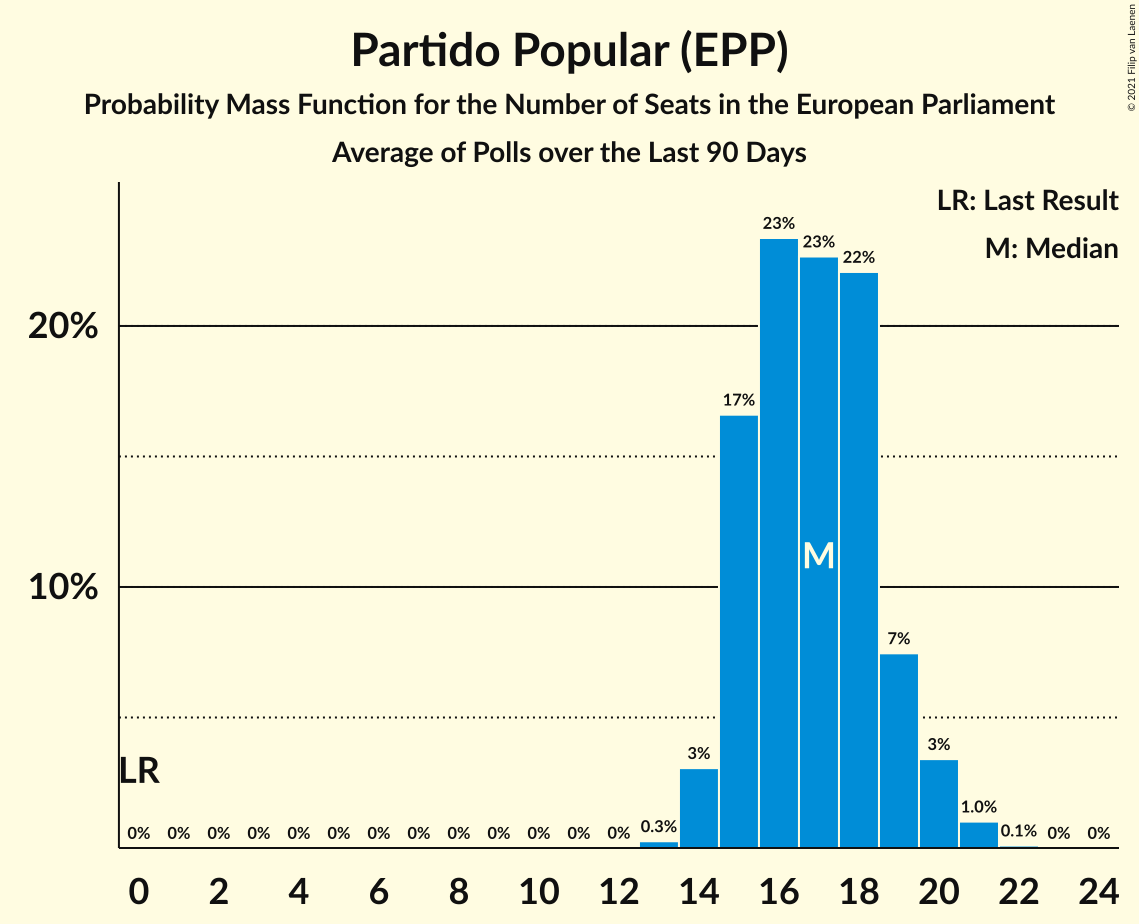 Partido Popular (EPP)
Probability Mass Function for the Number of Seats in the European Parliament
Average of Polls over the Last 90 Days
© 2021 Filip van Laenen
LR: Last Result
M: Median
20%
10%
LR
M
0% 0% 0% 0% 0% 0% 0% 0% 0% 0% 0% 0% 0% 0.3% 3% 17% 23% 23% 22% 7% 3% 1.0% 0.1% 0% 0%
0 2 4 6 8 10 12 14 16 18 20 22 24